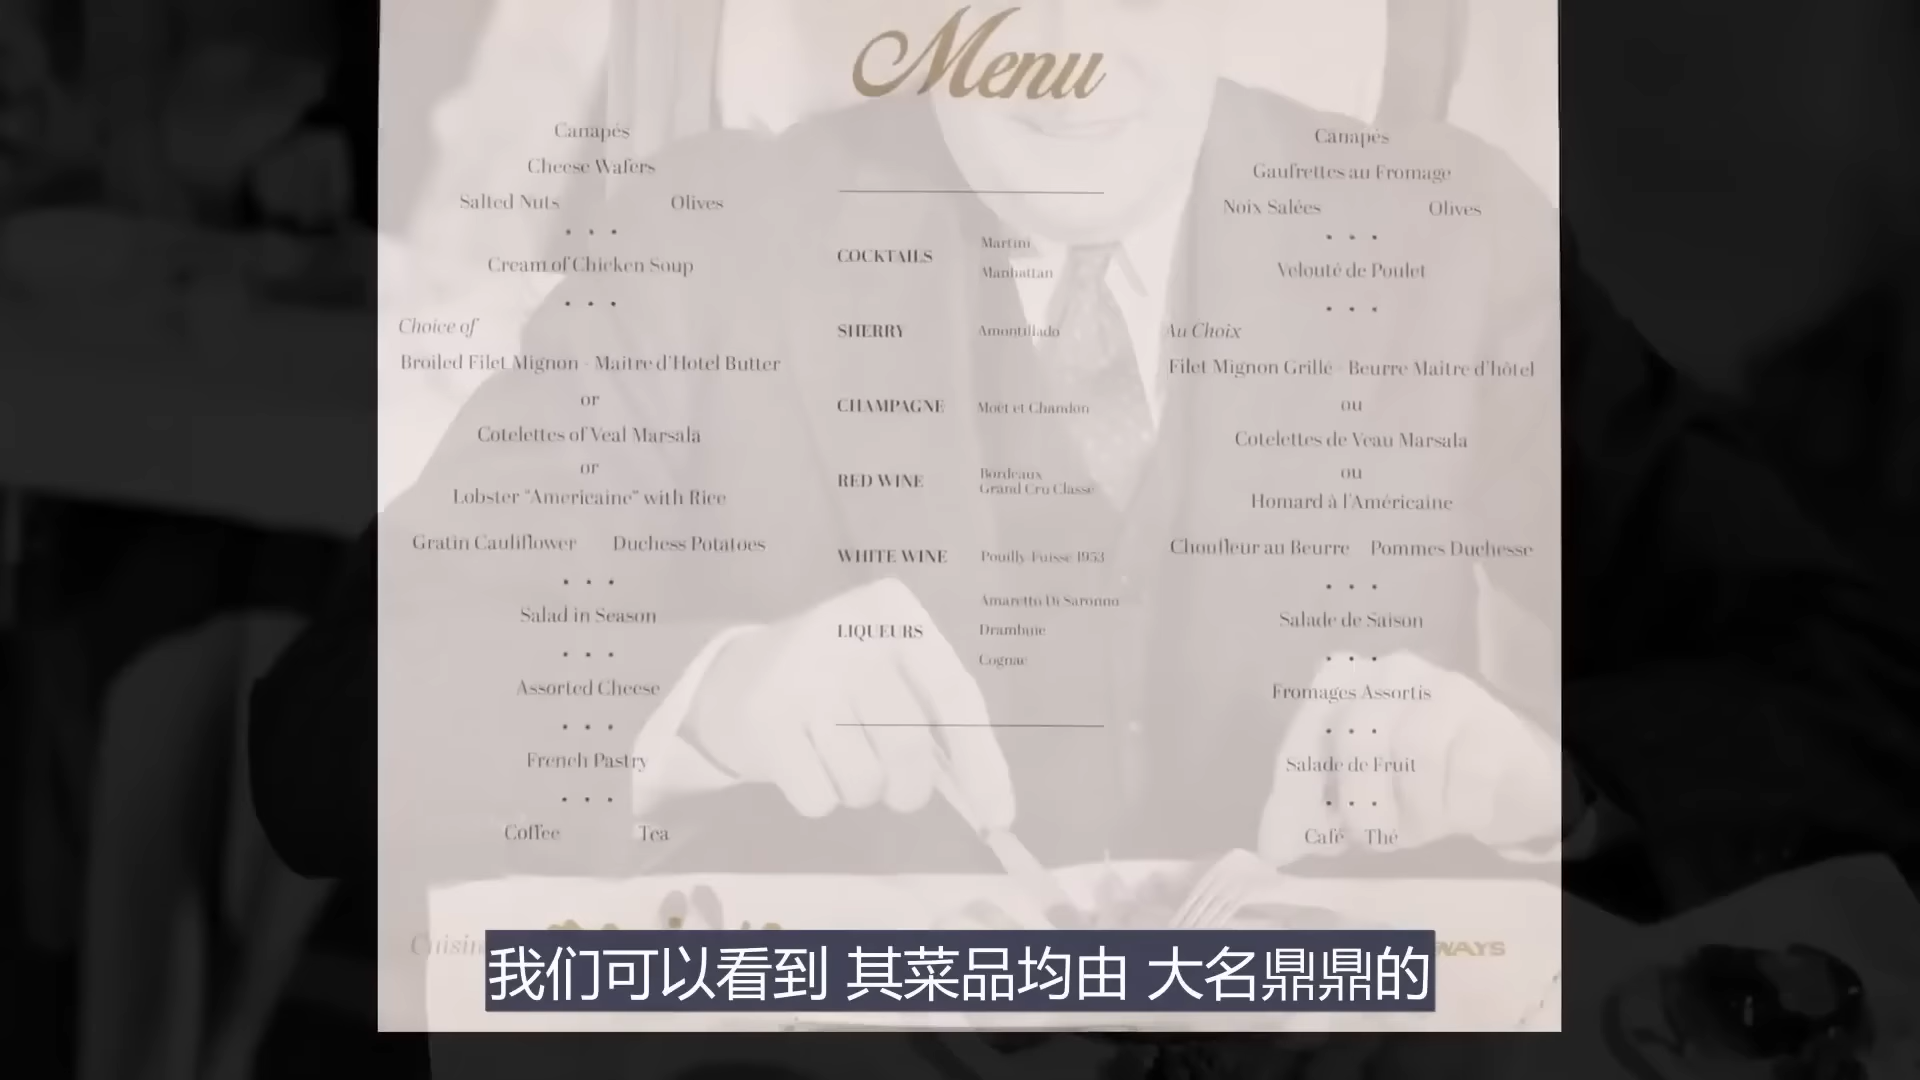 Menu
Canapés
Cheese Wafers
Salted Nuts Olives
Cream of Chicken Soup
Choice of
Broiled Filet Mignon - Maitre d'Hotel Butter
or
Cotelettes of Veal Marsala
or
Lobster "Americaine" with Rice
Gratin Cauliflower Duchess Potatoes
Salad in Season
Assorted Cheese
French Pastry
Coffee Tea
COCKTAILS Martini
Manhattan
SHERRY Amontillado
CHAMPAGNE Moët et Chandon
RED WINE Bordeaux
Grand Cru Classe
WHITE WINE Pouilly-Fuisse 1953
LIQUEURS Amaretto Di Saronno
Drambuie
Cognac
Canapés
Gaufrettes au Fromage
Noix Salées Olives
Velouté de Poulet
Au Choix
Filet Mignon Grillé - Beurre Maitre d'hôtel
ou
Cotelettes de Veau Marsala
ou
Homard à l'Américaine
Choufleur au Beurre Pommes Duchesse
Salade de Saison
Fromages Assortis
Salade de Fruit
Café Thé
我们可以看到 其菜品均由 大名鼎鼎的